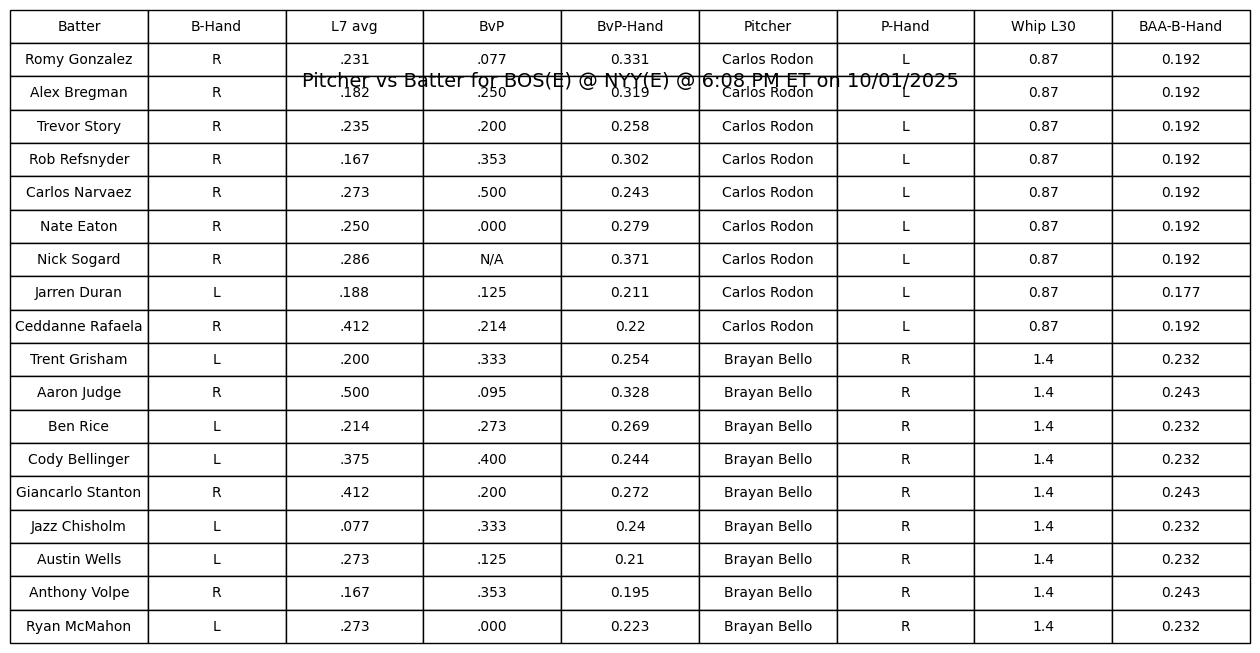 Batter B-Hand L7 avg BvP BvP-Hand Pitcher P-Hand Whip L30 BAA-B-Hand
Romy Gonzalez R .231 .077 0.331 Carlos Rodon L 0.87 0.192
Pitcher vs Batter for BOS(E) @ NYY(E) @ 6:08 PM ET on 10/01/2025
Alex Bregman R .182 .250 0.319 Carlos Rodon L 0.87 0.192
Trevor Story R .235 .200 0.258 Carlos Rodon L 0.87 0.192
Rob Refsnyder R .167 .353 0.302 Carlos Rodon L 0.87 0.192
Carlos Narvaez R .273 .500 0.243 Carlos Rodon L 0.87 0.192
Nate Eaton R .250 .000 0.279 Carlos Rodon L 0.87 0.192
Nick Sogard R .286 N/A 0.371 Carlos Rodon L 0.87 0.192
Jarren Duran L .188 .125 0.211 Carlos Rodon L 0.87 0.177
Ceddanne Rafaela R .412 .214 0.22 Carlos Rodon L 0.87 0.192
Trent Grisham L .200 .333 0.254 Brayan Bello R 1.4 0.232
Aaron Judge R .500 .095 0.328 Brayan Bello R 1.4 0.243
Ben Rice L .214 .273 0.269 Brayan Bello R 1.4 0.232
Cody Bellinger L .375 .400 0.244 Brayan Bello R 1.4 0.232
Giancarlo Stanton R .412 .200 0.272 Brayan Bello R 1.4 0.243
Jazz Chisholm L .077 .333 0.24 Brayan Bello R 1.4 0.232
Austin Wells L .273 .125 0.21 Brayan Bello R 1.4 0.232
Anthony Volpe R .167 .353 0.195 Brayan Bello R 1.4 0.243
Ryan McMahon L .273 .000 0.223 Brayan Bello R 1.4 0.232